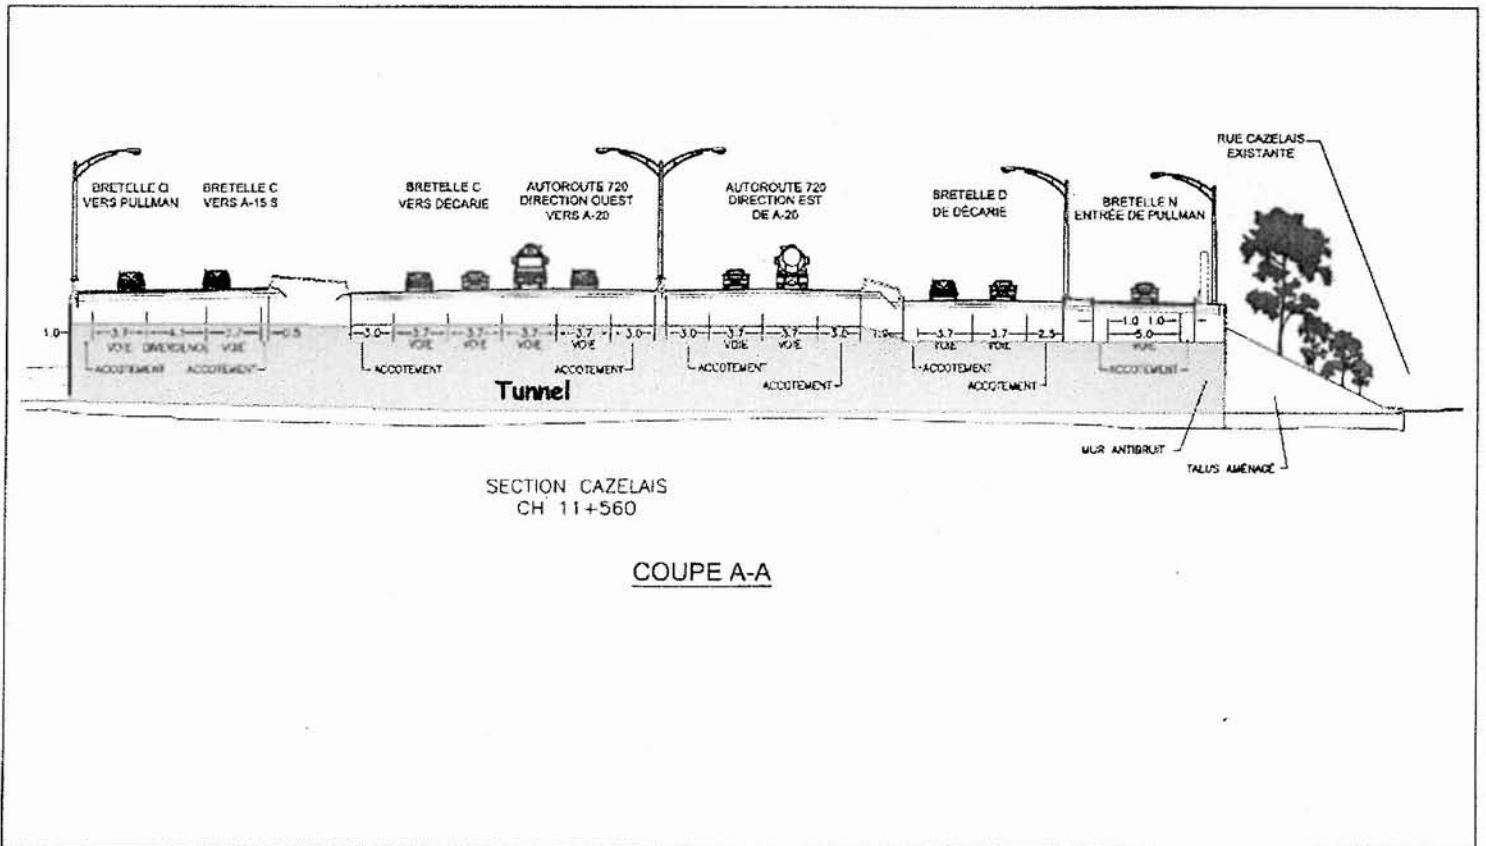 RUE CAZELAIS
EXISTANTE
BRETELLE Q
VERS PULLMAN
BRETELLE C
VERS A-15 S
BRETELLE C
VERS DÉCARIE
AUTOROUTE 720
DIRECTION OUEST
VERS A-20
AUTOROUTE 720
DIRECTION EST
DE A-20
BRETELLE D
DE DÉCARIE
BRETELLE N
ENTRÉE DE PULLMAN
1.0 3.7 3.7 0.5
3.0 3.7 3.7 3.7 3.7 3.0
3.0 3.7 3.7 3.0
3.7 3.7 2.5
1.0 1.0
5.0
VOIE DIVERGENCE VOIE
VOIE VOIE VOIE VOIE
VOIE VOIE
VOIE VOIE
VOIE
ACCOTEMENT ACCOTEMENT
ACCOTEMENT ACCOTEMENT
ACCOTEMENT ACCOTEMENT
ACCOTEMENT ACCOTEMENT
ACCOTEMENT
Tunnel
MUR ANTIBRUIT
TALUS AMÉNAGÉ
SECTION CAZELAIS
CH 11+560
COUPE A-A